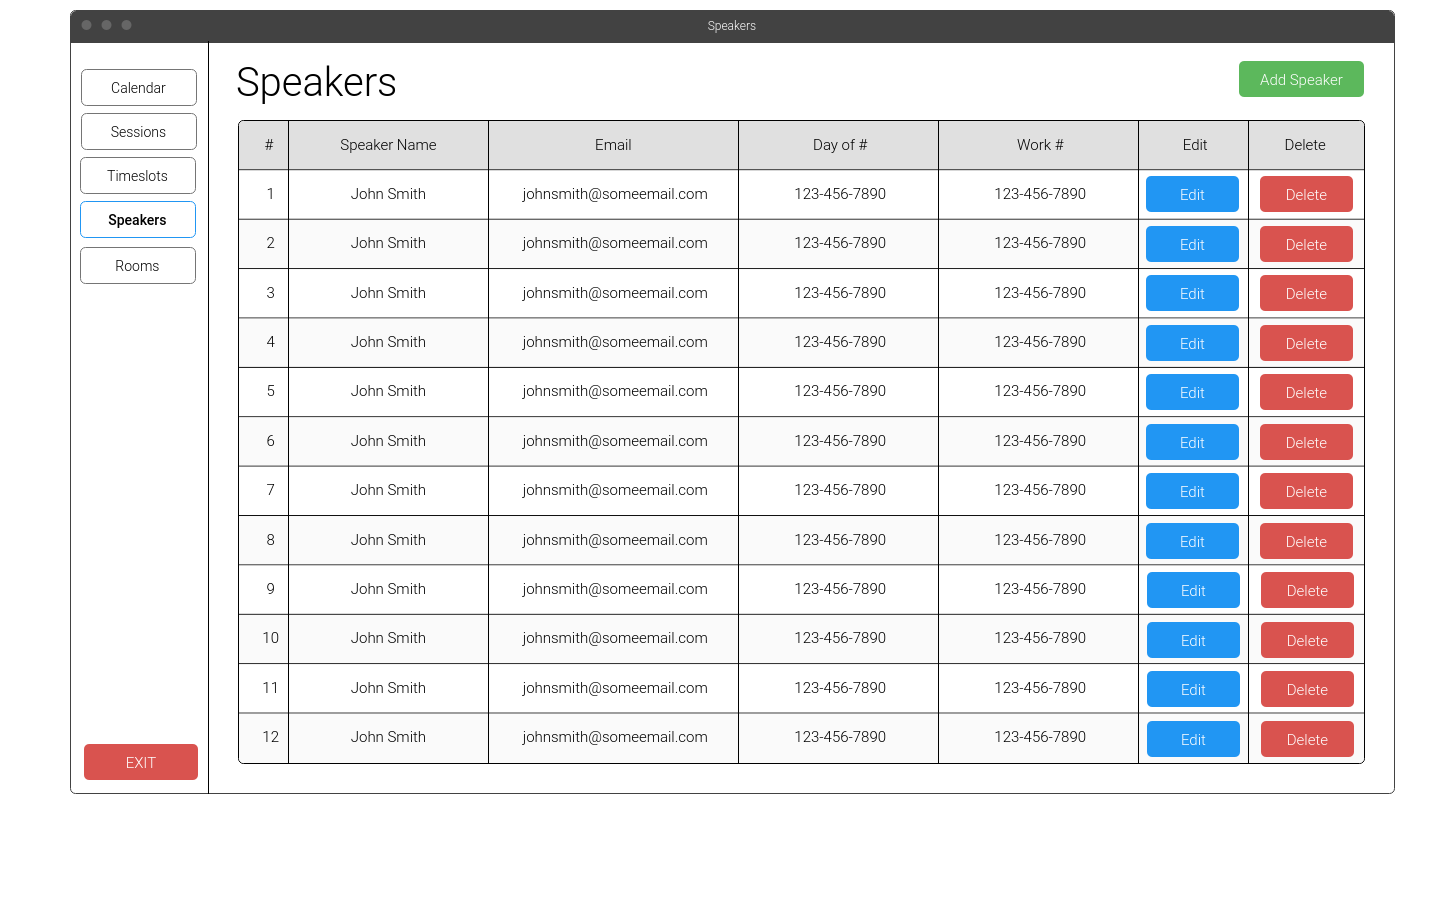 Speakers
Calendar
Sessions
Timeslots
Speakers
Rooms
EXIT
Speakers
Add Speaker
# Speaker Name Email Day of # Work # Edit Delete
1 John Smith johnsmith@someemail.com 123-456-7890 123-456-7890 Edit Delete
2 John Smith johnsmith@someemail.com 123-456-7890 123-456-7890 Edit Delete
3 John Smith johnsmith@someemail.com 123-456-7890 123-456-7890 Edit Delete
4 John Smith johnsmith@someemail.com 123-456-7890 123-456-7890 Edit Delete
5 John Smith johnsmith@someemail.com 123-456-7890 123-456-7890 Edit Delete
6 John Smith johnsmith@someemail.com 123-456-7890 123-456-7890 Edit Delete
7 John Smith johnsmith@someemail.com 123-456-7890 123-456-7890 Edit Delete
8 John Smith johnsmith@someemail.com 123-456-7890 123-456-7890 Edit Delete
9 John Smith johnsmith@someemail.com 123-456-7890 123-456-7890 Edit Delete
10 John Smith johnsmith@someemail.com 123-456-7890 123-456-7890 Edit Delete
11 John Smith johnsmith@someemail.com 123-456-7890 123-456-7890 Edit Delete
12 John Smith johnsmith@someemail.com 123-456-7890 123-456-7890 Edit Delete